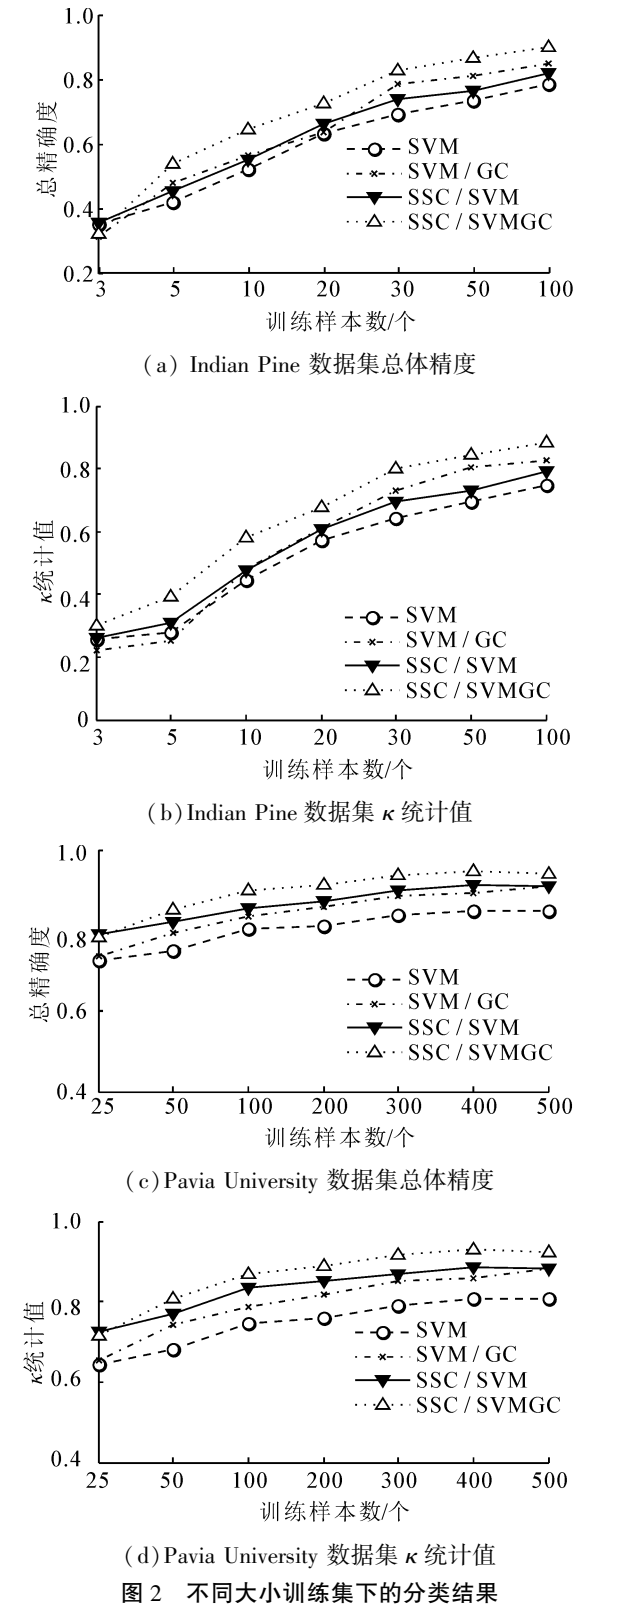 1.0
0.8
0.6
0.4
0.2
总精确度
SVM
SVM / GC
SSC / SVM
SSC / SVMGC
3 5 10 20 30 50 100
训练样本数/个
(a) Indian Pine 数据集总体精度
1.0
0.8
0.6
0.4
0.2
0
κ统计值
SVM
SVM / GC
SSC / SVM
SSC / SVMGC
3 5 10 20 30 50 100
训练样本数/个
(b) Indian Pine 数据集 κ 统计值
1.0
0.8
0.6
0.4
总精确度
SVM
SVM / GC
SSC / SVM
SSC / SVMGC
25 50 100 200 300 400 500
训练样本数/个
(c) Pavia University 数据集总体精度
1.0
0.8
0.6
0.4
κ统计值
SVM
SVM / GC
SSC / SVM
SSC / SVMGC
25 50 100 200 300 400 500
训练样本数/个
(d) Pavia University 数据集 κ 统计值
图 2 不同大小训练集下的分类结果